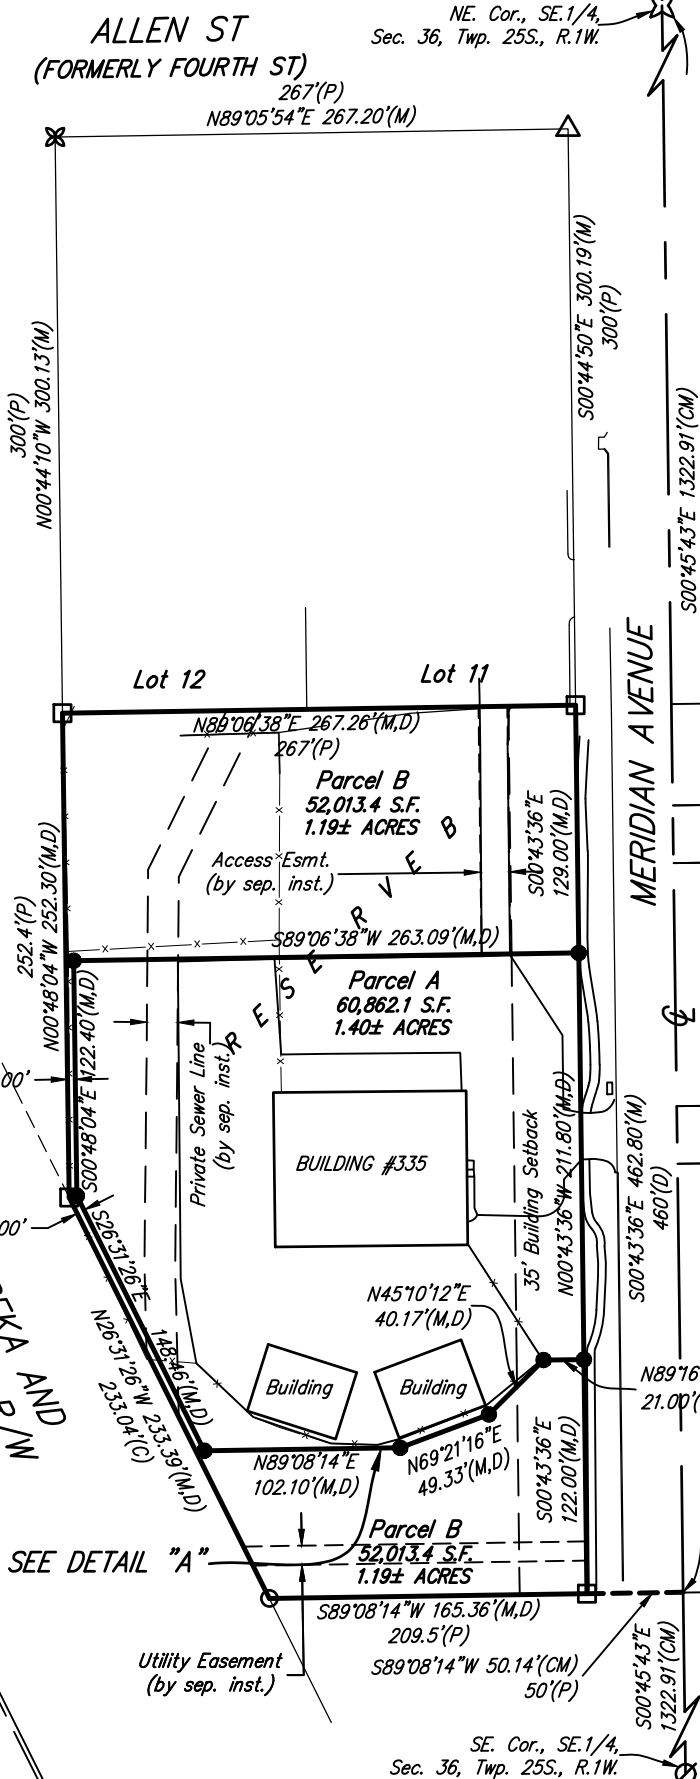 ALLEN ST
(FORMERLY FOURTH ST)
NE. Cor., SE.1/4,
Sec. 36, Twp. 25S., R.1W.
267'(P)
N89°05'54"E 267.20'(M)
300'(P)
N00°44'10"W 300.13'(M)
S00°44'50"E 300.19'(M)
300'(P)
S00°45'43"E 1322.91'(CM)
MERIDIAN AVENUE
Lot 12
Lot 11
N89°06'38"E 267.26'(M,D)
267'(P)
Parcel B
52,013.4 S.F.
1.19± ACRES
Access Esmt.
(by sep. inst.)
S00°43'36"E
129.00'(M,D)
RESERVE B
252.4'(P)
N00°48'04"W 252.30'(M,D)
S89°06'38"W 263.09'(M,D)
Parcel A
60,862.1 S.F.
1.40± ACRES
S00°48'04"E 122.40'(M,D)
Private Sewer Line
(by sep. inst.)
BUILDING #335
35' Building Setback
N00°43'36"W 211.80'(M,D)
S00°43'36"E 462.80'(M)
460'(D)
00'
00'
S26°31'26"E
148.46'(M,D)
N26°31'26"W 233.39'(M,D)
233.04'(C)
EKA AND
R/W
N45°10'12"E
40.17'(M,D)
Building
Building
N89°16
21.00'(
N89°08'14"E
102.10'(M,D)
N69°21'16"E
49.33'(M,D)
S00°43'36"E
122.00'(M,D)
SEE DETAIL "A"
Parcel B
52,013.4 S.F.
1.19± ACRES
S89°08'14"W 165.36'(M,D)
209.5'(P)
Utility Easement
(by sep. inst.)
S89°08'14"W 50.14'(CM)
50'(P)
S00°45'43"E
1322.91'(CM)
SE. Cor., SE.1/4,
Sec. 36, Twp. 25S., R.1W.